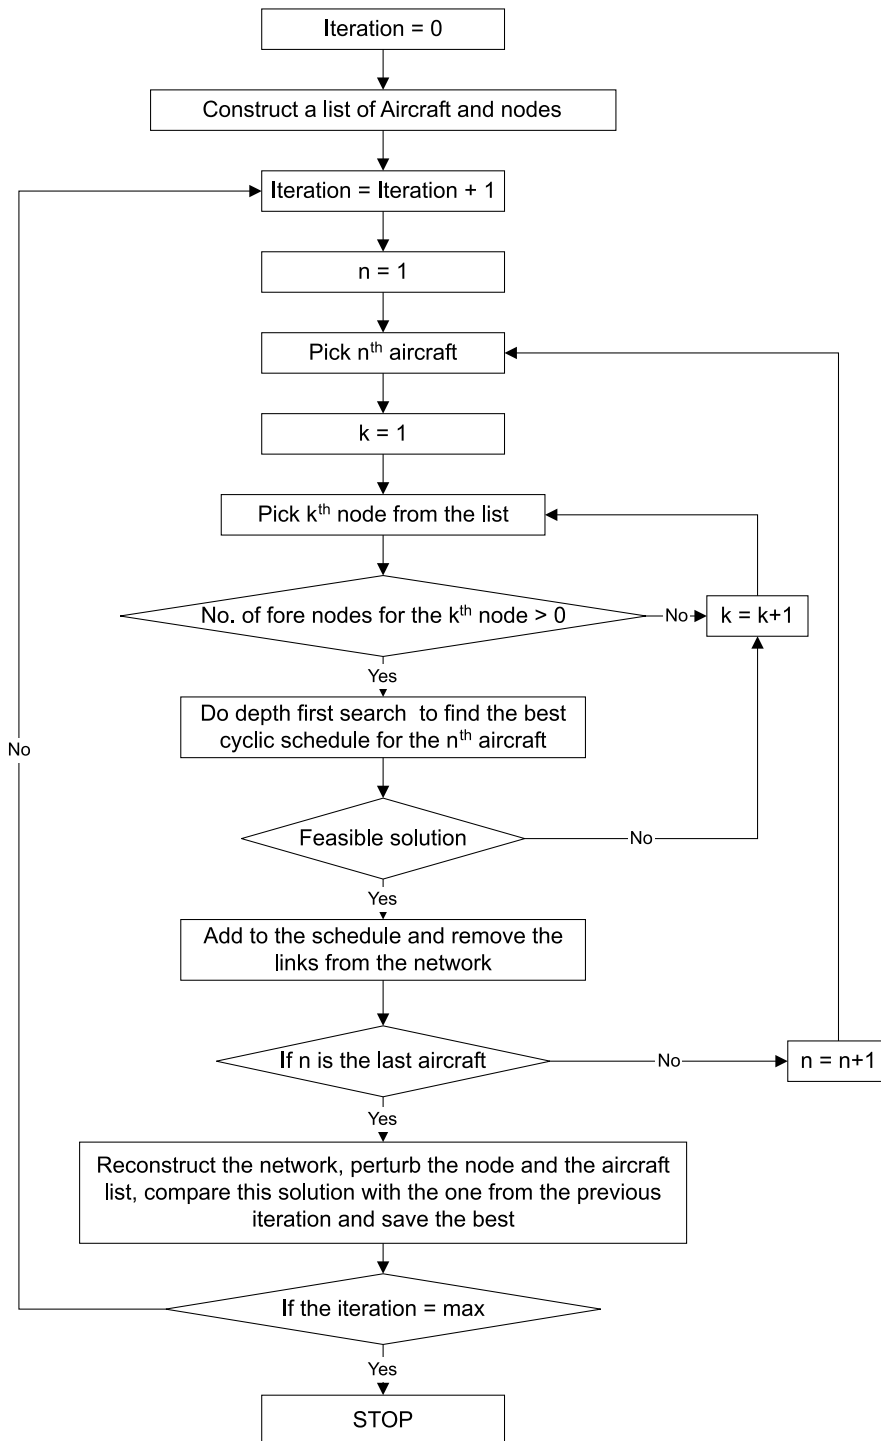 Iteration = 0
Construct a list of Aircraft and nodes
Iteration = Iteration + 1
n = 1
Pick nth aircraft
k = 1
Pick kth node from the list
No. of fore nodes for the kth node > 0
No
k = k+1
Yes
Do depth first search to find the best
cyclic schedule for the nth aircraft
No
Feasible solution
No
Yes
Add to the schedule and remove the
links from the network
If n is the last aircraft
No
n = n+1
Yes
Reconstruct the network, perturb the node and the aircraft
list, compare this solution with the one from the previous
iteration and save the best
If the iteration = max
Yes
STOP